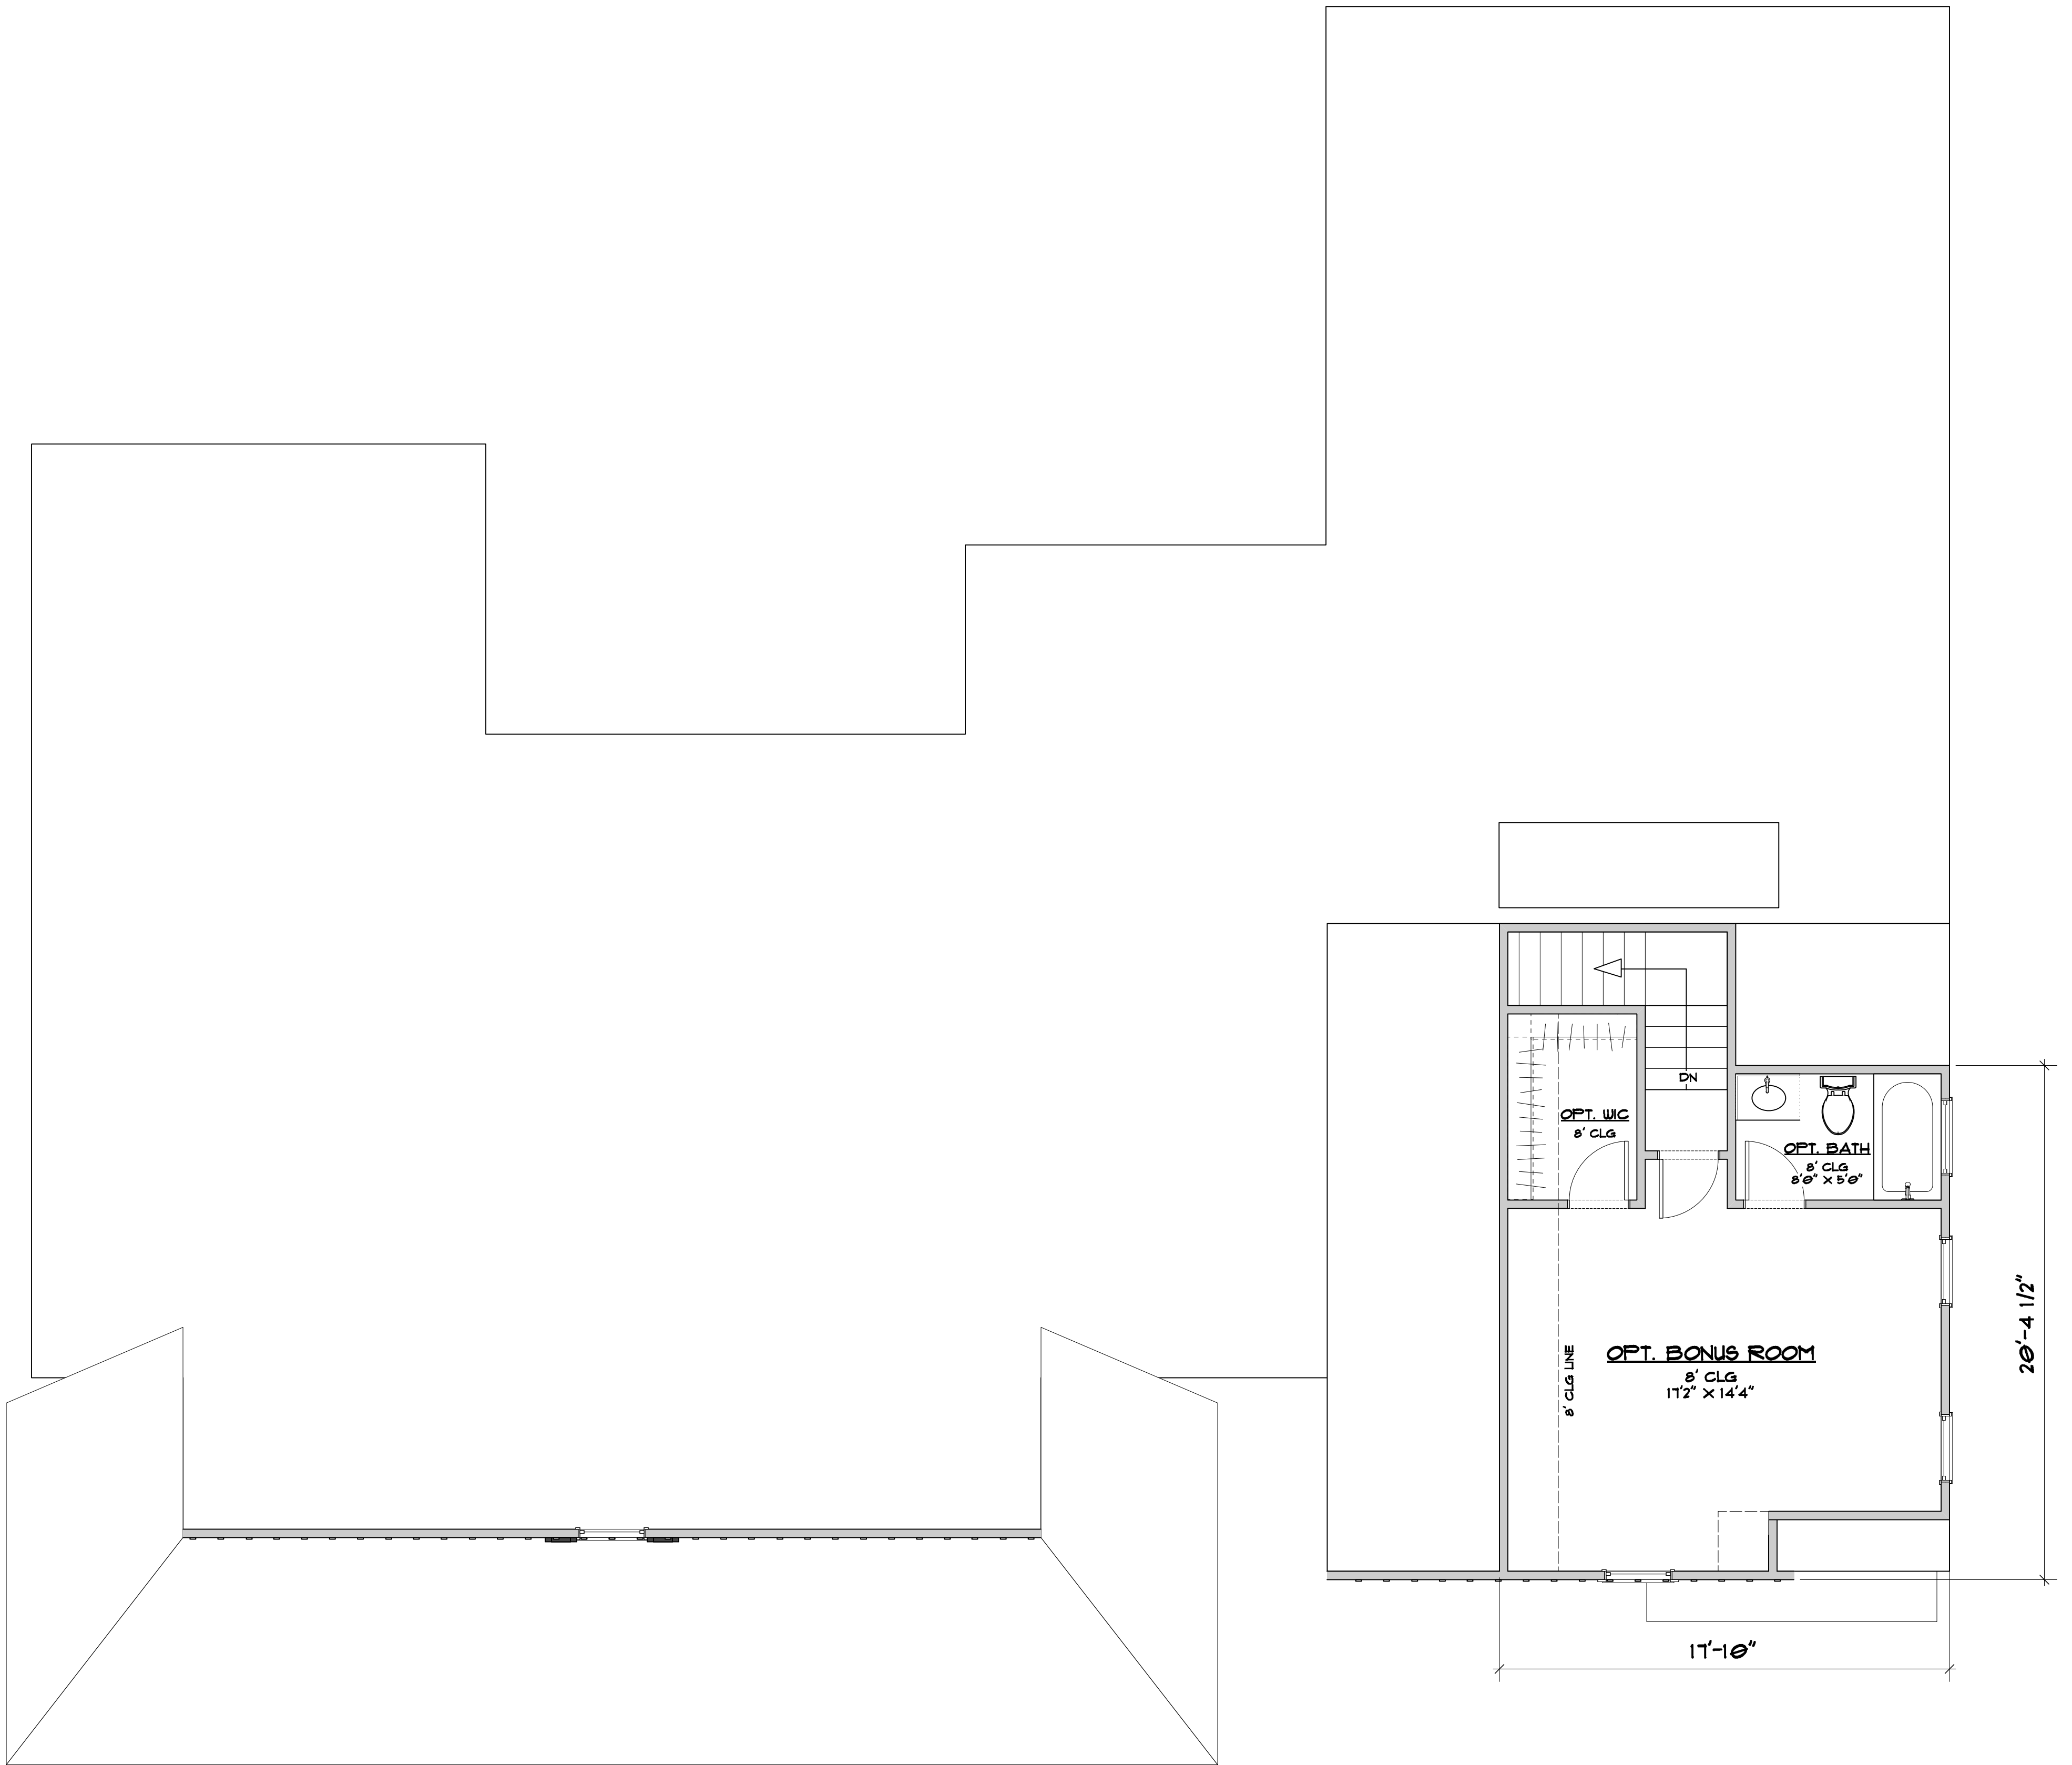 DN
OPT. WIC
8' CLG
OPT. BATH
8' CLG
8'0" X 5'0"
20'-4 1/2"
8' CLG LINE
OPT. BONUS ROOM
8' CLG
17'2" X 14'4"
17'-10"